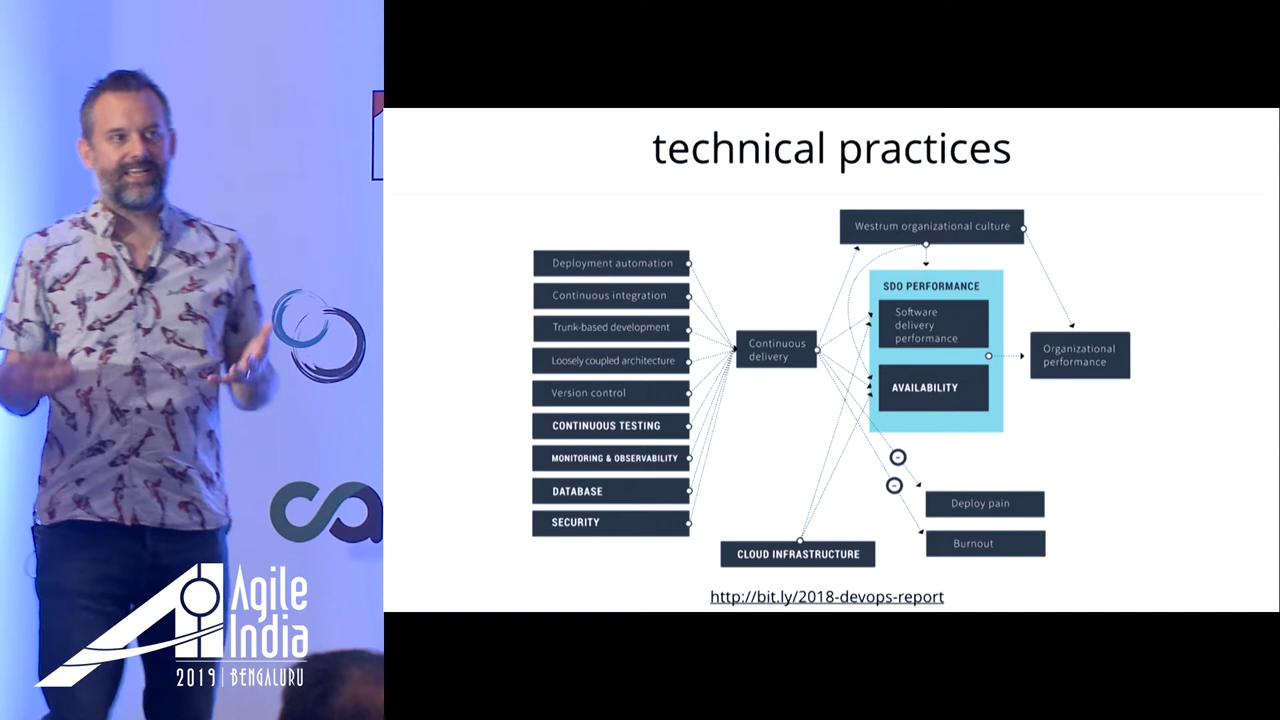 technical practices
Westrum organizational culture
Deployment automation
Continuous integration
Trunk-based development
Loosely coupled architecture
Version control
CONTINUOUS TESTING
MONITORING & OBSERVABILITY
DATABASE
SECURITY
Continuous
delivery
SDO PERFORMANCE
Software
delivery
performance
AVAILABILITY
Organizational
performance
Deploy pain
Burnout
CLOUD INFRASTRUCTURE
http://bit.ly/2018-devops-report
Agile
India
2019 | BENGALURU